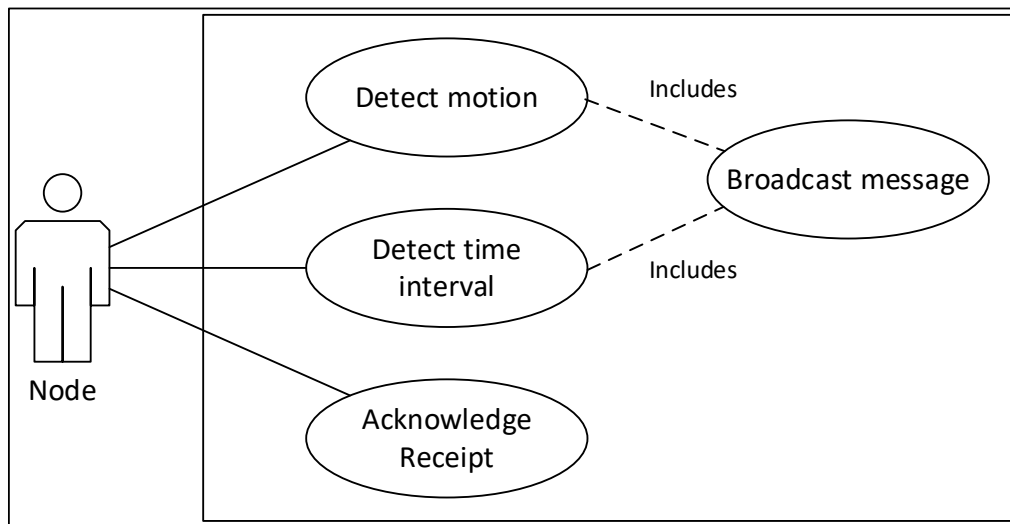 Detect motion
Includes
Broadcast message
Detect time
interval
Includes
Node
Acknowledge
Receipt